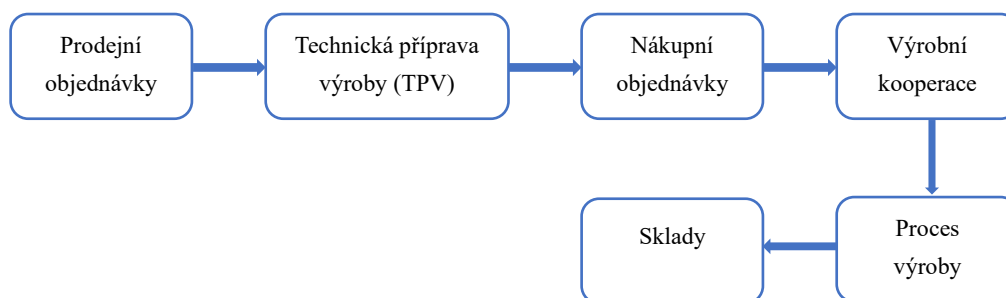 Prodejní
objednávky
Technická příprava
výroby (TPV)
Nákupní
objednávky
Výrobní
kooperace
Proces
výroby
Sklady